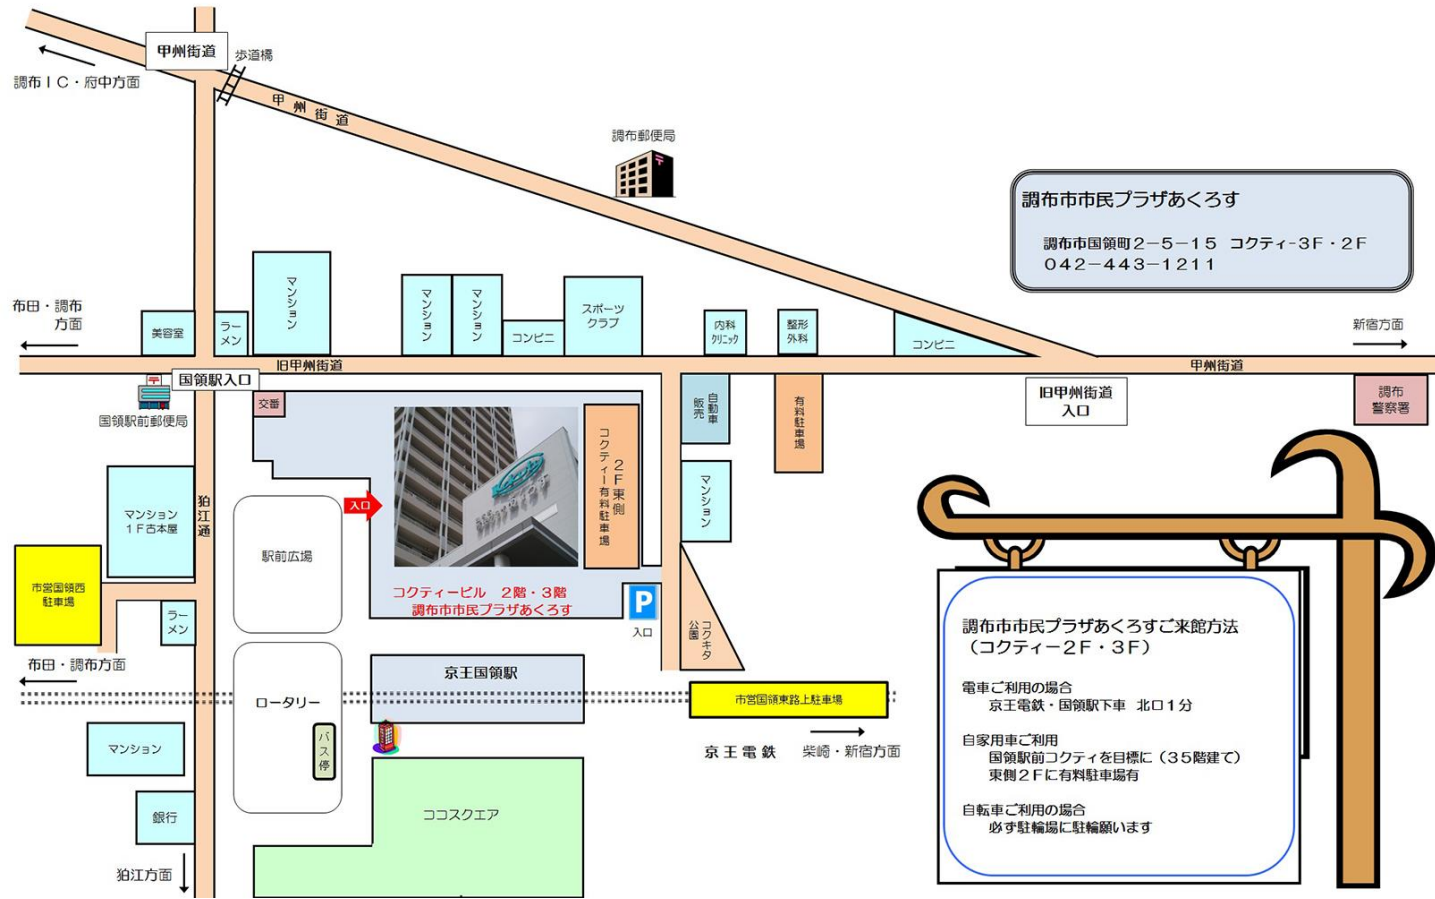 甲州街道
歩道橋
調布IC・府中方面
甲州街道
調布郵便局
調布市市民プラザあくろす
調布市国領町2-5-15 コクティ-3F・2F
042-443-1211
布田・調布
方面
美容室
ラー
メン
マンション
マンション
マンション
コンビニ
スポーツ
クラブ
内科
クリニック
整形
外科
コンビニ
新宿方面
旧甲州街道
甲州街道
国領駅入口
国領駅前郵便局
交番
自動車
販売
有料駐車場
旧甲州街道
入口
調布
警察署
2F東側
コクティー有料駐車場
マンション
1F古本屋
狛江通
入口
駅前広場
マンション
市営国領西
駐車場
コクティービル 2階・3階
調布市市民プラザあくろす
P
入口
コクキタ
公園
ラー
メン
布田・調布方面
京王国領駅
ロータリー
バス停
市営国領東路上駐車場
京王電鉄
柴崎・新宿方面
マンション
銀行
ココスクエア
狛江方面
調布市市民プラザあくろすご来館方法
(コクティー2F・3F)
電車ご利用の場合
京王電鉄・国領駅下車 北口1分
自家用車ご利用
国領駅前コクティを目標に(35階建て)
東側2Fに有料駐車場有
自転車ご利用の場合
必ず駐輪場に駐輪願います